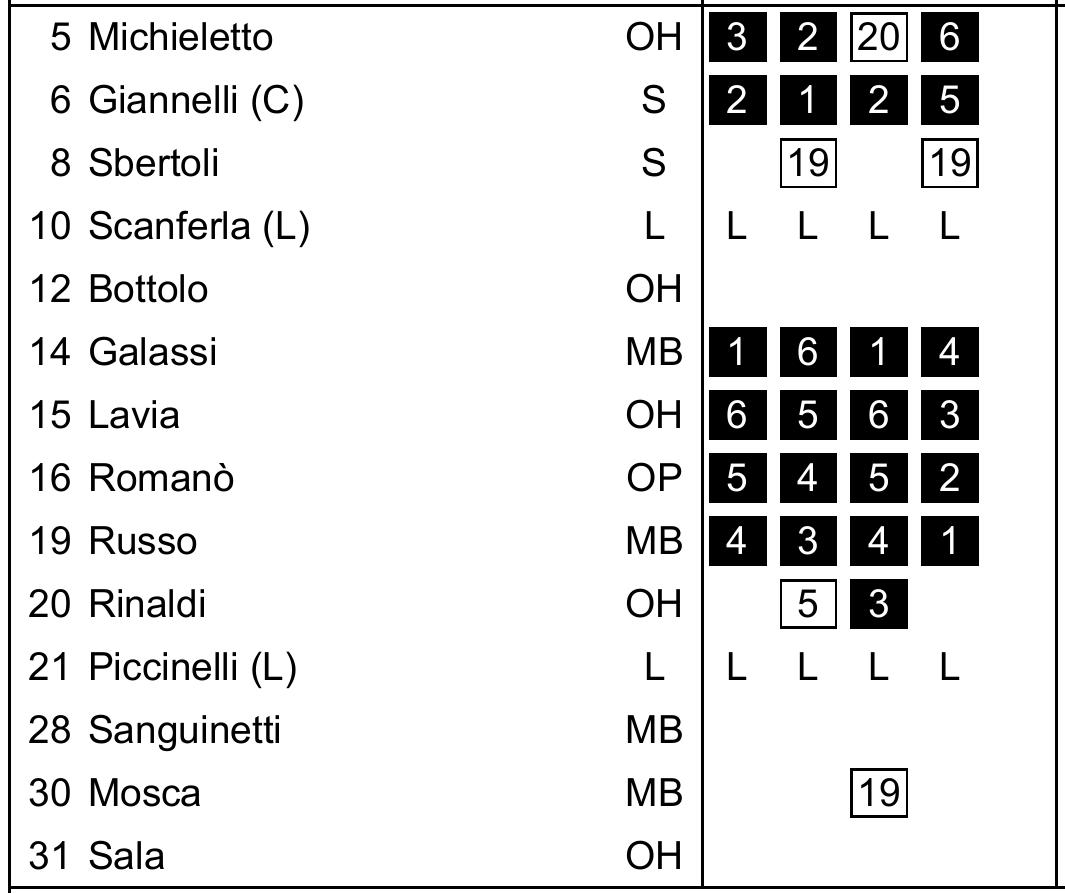 5 Michieletto OH 3 2 20 6
6 Giannelli (C) S 2 1 2 5
8 Sbertoli S 19 19
10 Scanferla (L) L L L L L
12 Bottolo OH
14 Galassi MB 1 6 1 4
15 Lavia OH 6 5 6 3
16 Romanò OP 5 4 5 2
19 Russo MB 4 3 4 1
20 Rinaldi OH 5 3
21 Piccinelli (L) L L L L L
28 Sanguinetti MB
30 Mosca MB 19
31 Sala OH